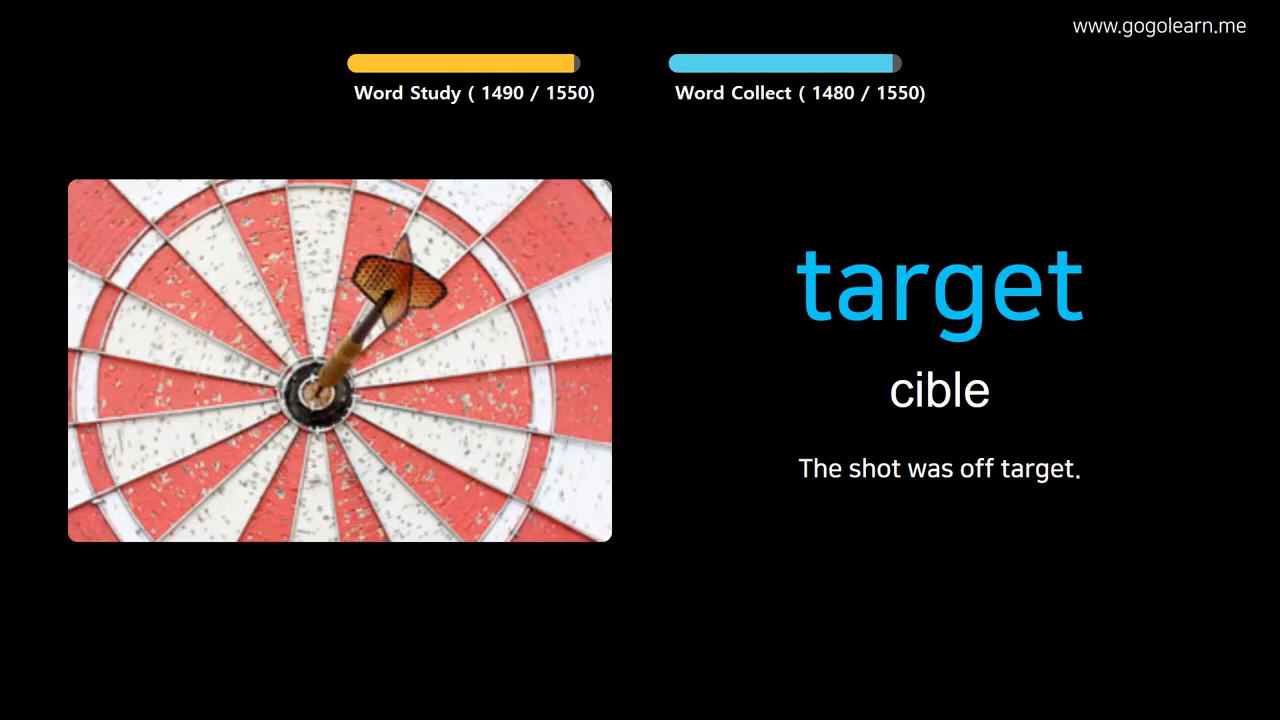 www.gogolearn.me
Word Study ( 1490 / 1550)
Word Collect ( 1480 / 1550)
target
cible
The shot was off target.